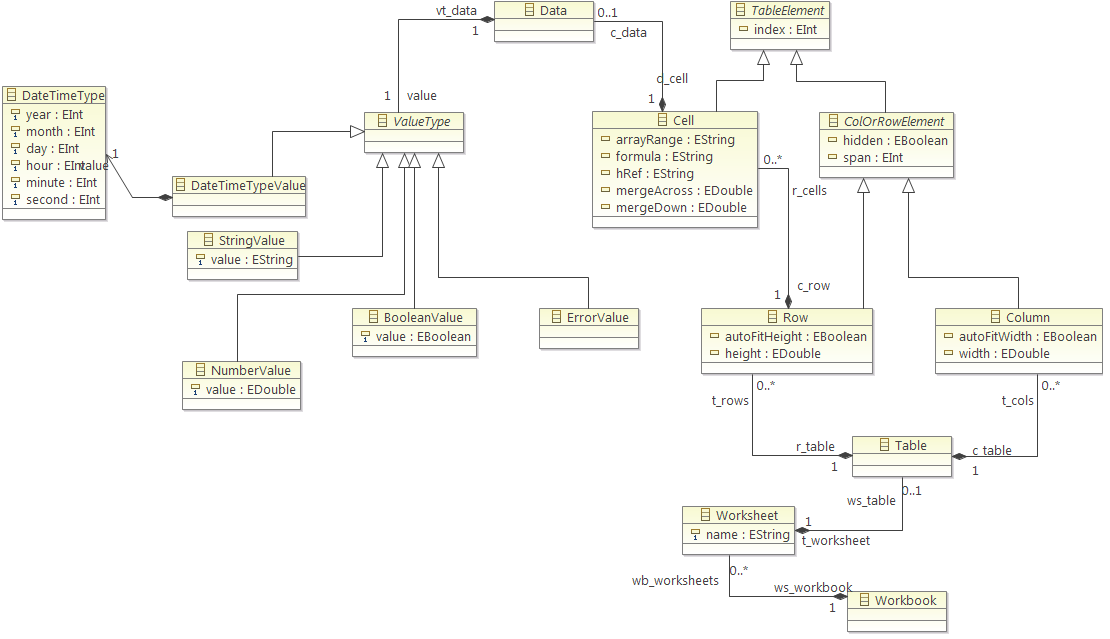 vt_data
1
Data
0..1
c_data
TableElement
index : EInt
d_cell
1
1
value
DateTimeType
year : EInt
month : EInt
day : EInt
hour : EInt
minute : EInt
second : EInt
value
1
ValueType
Cell
arrayRange : EString
formula : EString
hRef : EString
mergeAcross : EDouble
mergeDown : EDouble
0..*
r_cells
ColOrRowElement
hidden : EBoolean
span : EInt
DateTimeTypeValue
StringValue
value : EString
c_row
1
BooleanValue
value : EBoolean
ErrorValue
Row
autoFitHeight : EBoolean
height : EDouble
Column
autoFitWidth : EBoolean
width : EDouble
NumberValue
value : EDouble
0..*
t_rows
0..*
t_cols
r_table
1
Table
c_table
1
0..1
ws_table
Worksheet
name : EString
1
t_worksheet
0..*
wb_worksheets
ws_workbook
1
Workbook